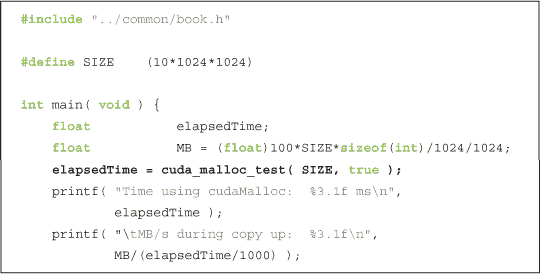 #include "../common/book.h"
#define SIZE    (10*1024*1024)
int main( void ) {
    float           elapsedTime;
    float           MB = (float)100*SIZE*sizeof(int)/1024/1024;
    elapsedTime = cuda_malloc_test( SIZE, true );
    printf( "Time using cudaMalloc:  %3.1f ms\n",
            elapsedTime );
    printf( "\tMB/s during copy up:  %3.1f\n",
            MB/(elapsedTime/1000) );